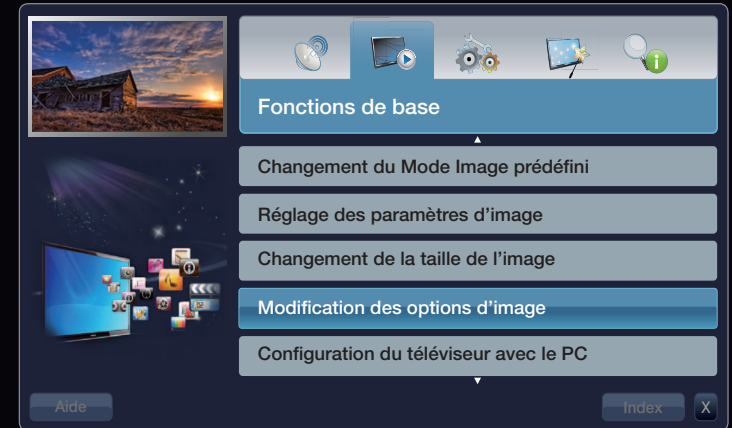 Fonctions de base
Changement du Mode Image prédéfini
Réglage des paramètres d'image
Changement de la taille de l'image
Modification des options d'image
Configuration du téléviseur avec le PC
Aide
Index
X